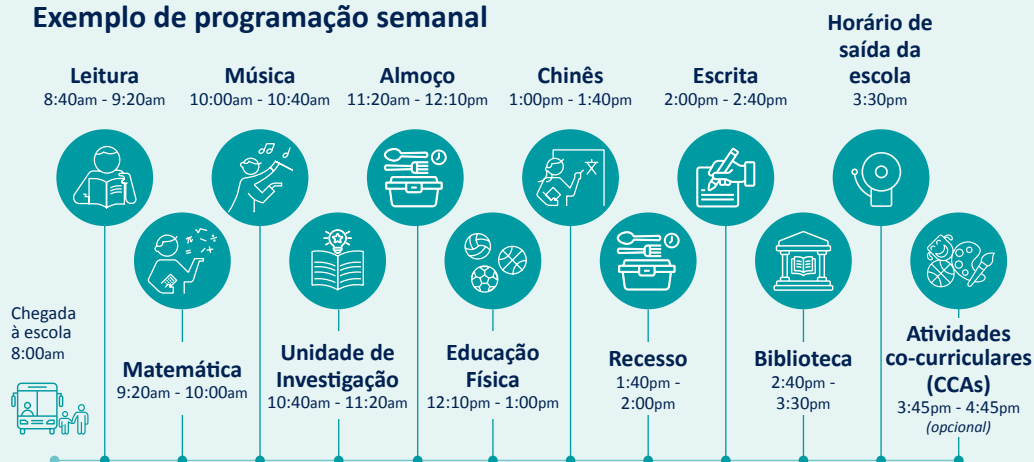 Exemplo de programação semanal
Chegada
à escola
8:00am
Leitura
8:40am - 9:20am
Matemática
9:20am - 10:00am
Música
10:00am - 10:40am
Unidade de
Investigação
10:40am - 11:20am
Almoço
11:20am - 12:10pm
Educação
Física
12:10pm - 1:00pm
Chinês
1:00pm - 1:40pm
Recesso
1:40pm -
2:00pm
Escrita
2:00pm - 2:40pm
Biblioteca
2:40pm -
3:30pm
Horário de
saída da
escola
3:30pm
Atividades
co-curriculares
(CCAs)
3:45pm - 4:45pm
(opcional)